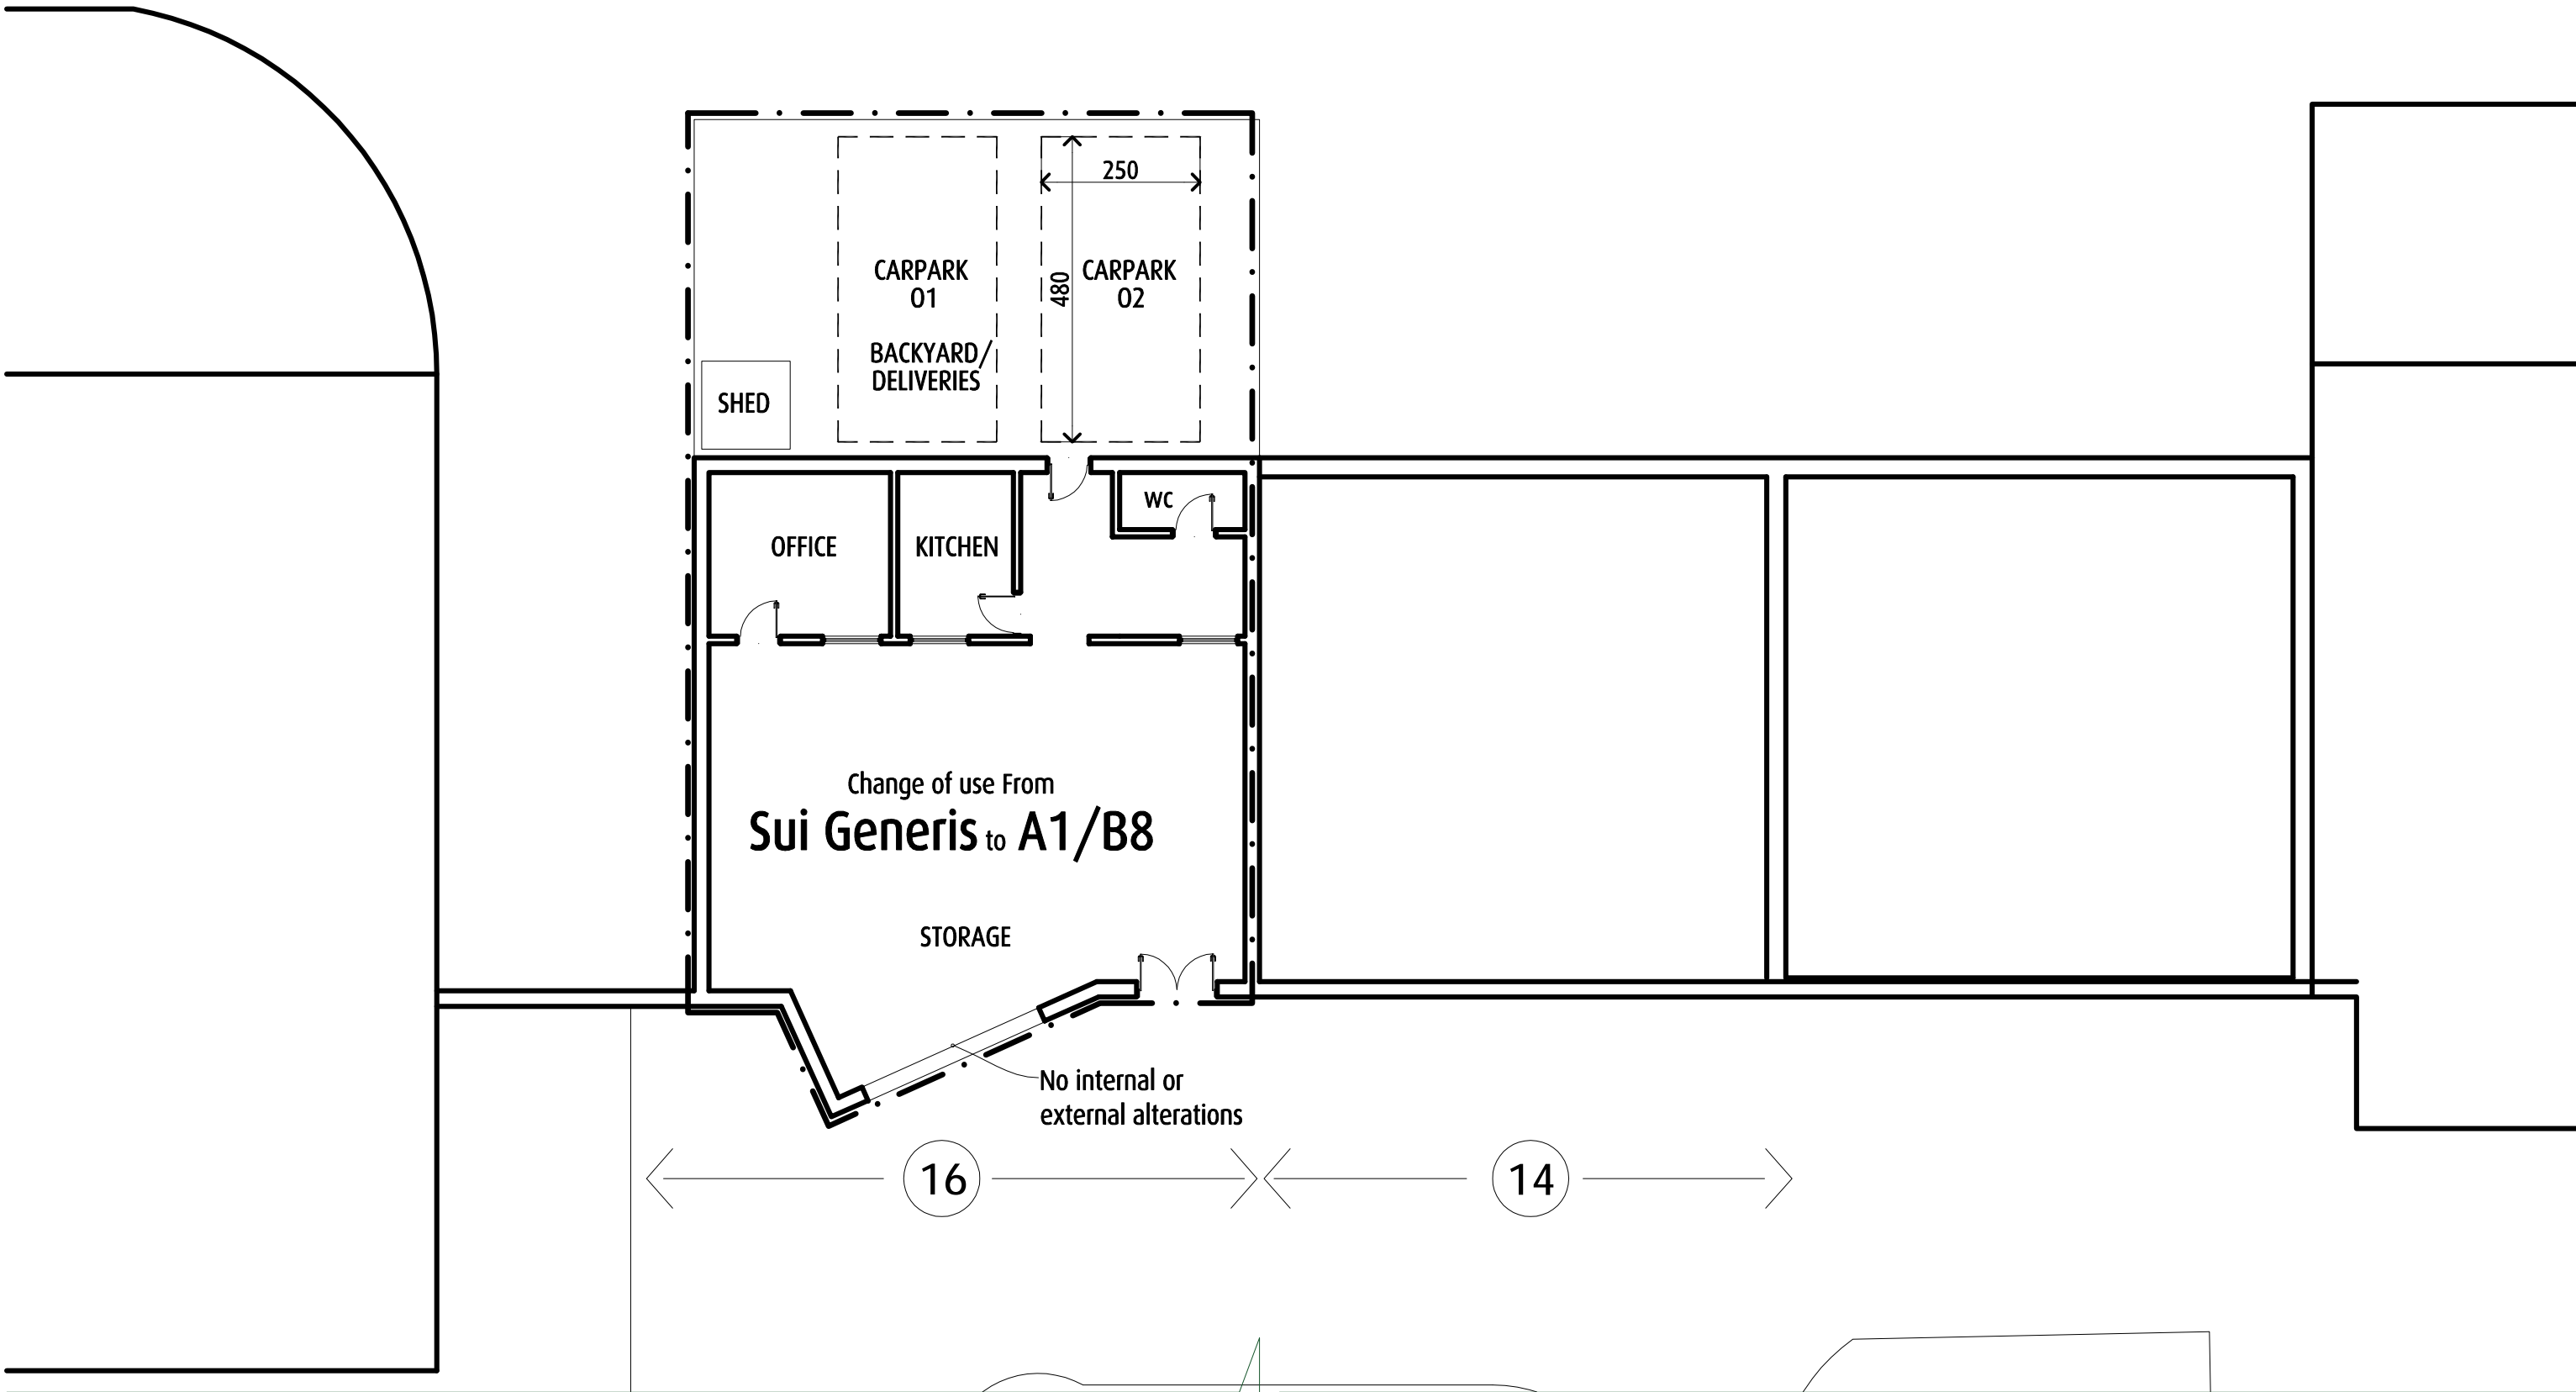 250
480
CARPARK
01
CARPARK
02
BACKYARD/
DELIVERIES
SHED
WC
OFFICE
KITCHEN
Change of use From
Sui Generis to A1/B8
STORAGE
No internal or
external alterations
16
14